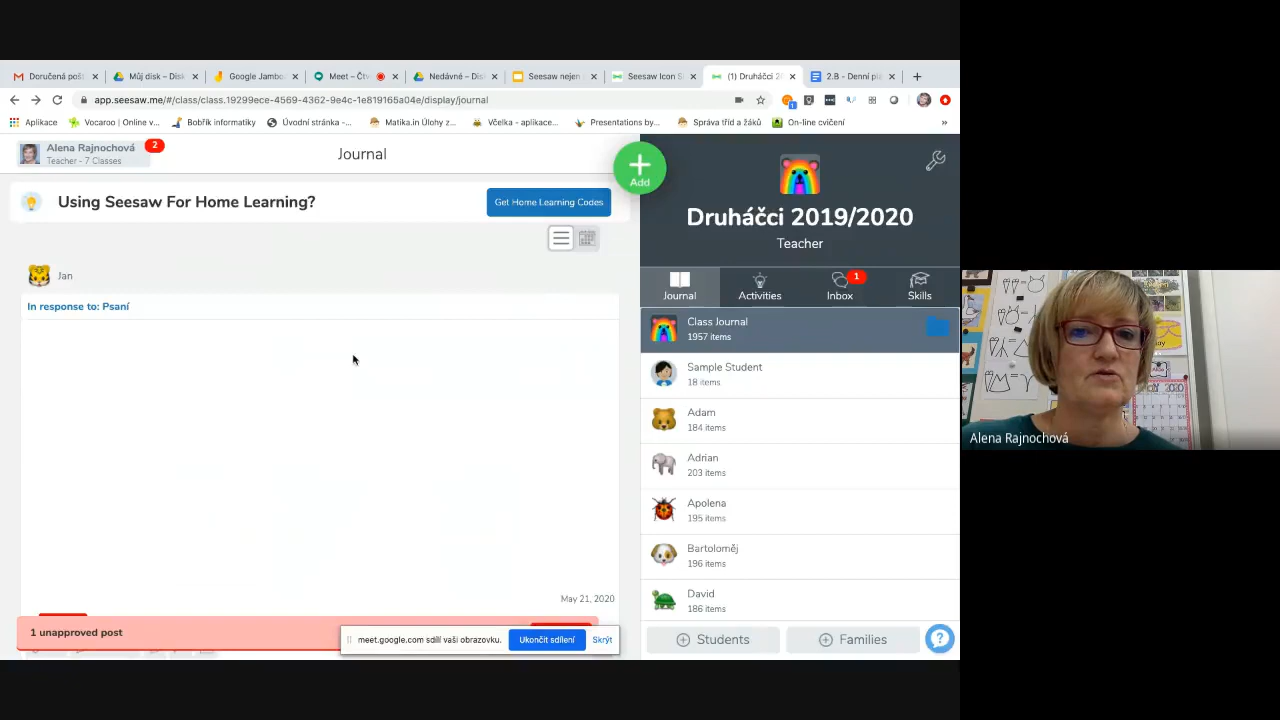 Doručená poš
Můj disk – Disk
Google Jambo
Meet – Čtv
Nedávné – Disk
Seesaw nejen
Seesaw Icon S
(1) Druháčci 2
2.B - Denní pla
app.seesaw.me/#/class/class.19299ece-4569-4362-9e4c-1e819165a04e/display/journal
Aplikace
Vocaroo | Online v...
Bobřík informatiky
Úvodní stránka -...
Matika.in Úlohy z...
Včelka - aplikace...
Presentations by...
Správa tříd a žáků
On-line cvičení
»
Alena Rajnochová
2
Teacher - 7 Classes
Journal
Add
Using Seesaw For Home Learning?
Get Home Learning Codes
Jan
In response to: Psaní
May 21, 2020
1 unapproved post
meet.google.com sdílí vaši obrazovku.
Ukončit sdílení
Skrýt
Druháčci 2019/2020
Teacher
Journal
Activities
Inbox
1
Skills
Class Journal
1957 items
Sample Student
18 items
Adam
184 items
Adrian
203 items
Apolena
195 items
Bartoloměj
196 items
David
186 items
Students
Families
?
Alena Rajnochová